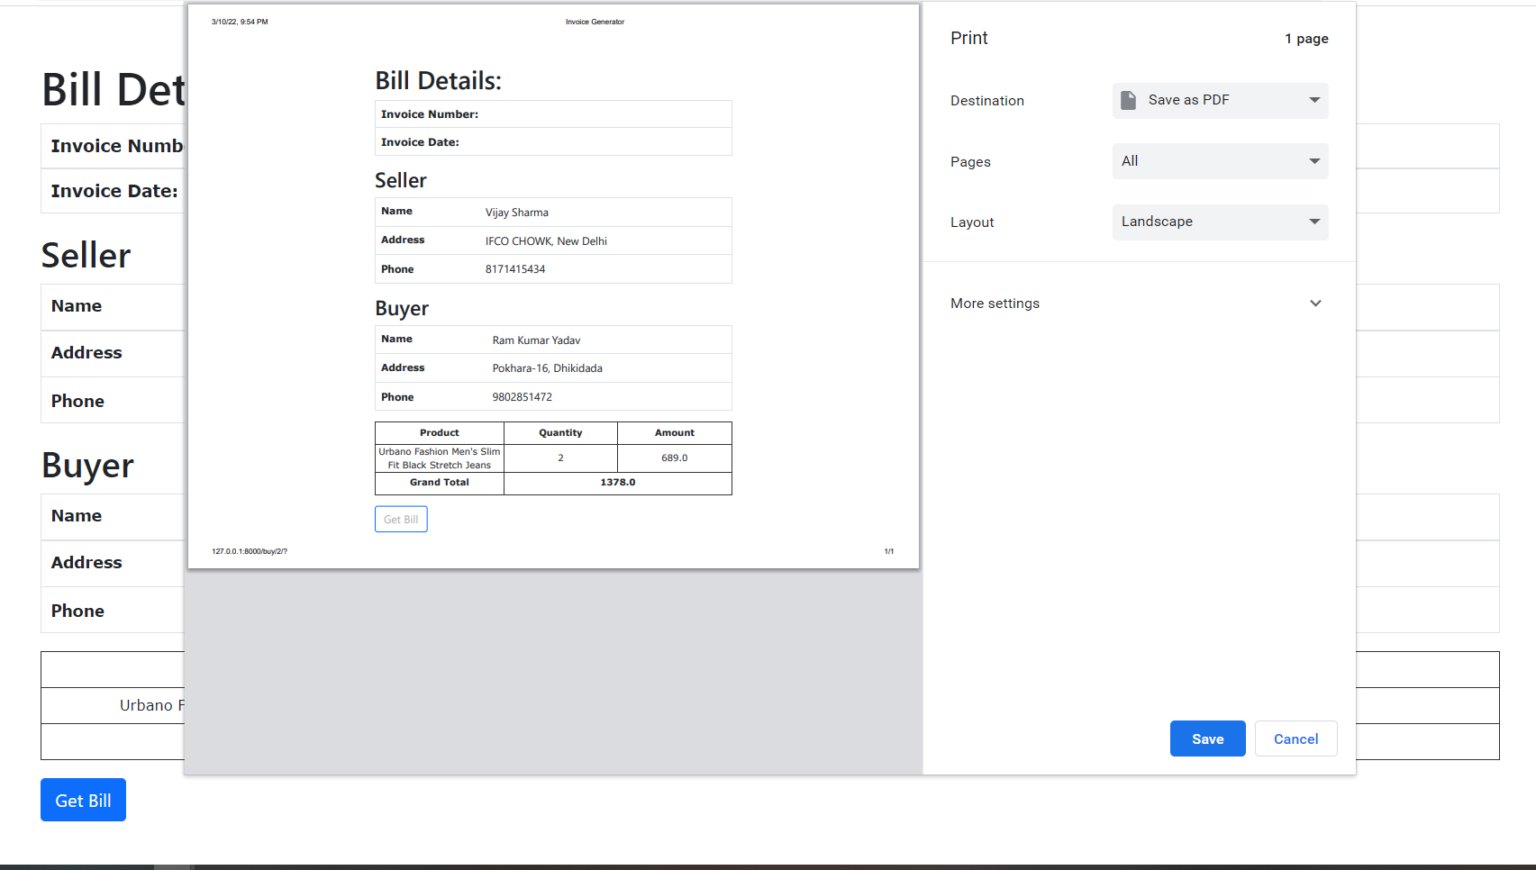 3/10/22, 9:54 PM Invoice Generator
Bill Details:
Invoice Number:
Invoice Date:
Seller
Name Vijay Sharma
Address IFCO CHOWK, New Delhi
Phone 8171415434
Buyer
Name Ram Kumar Yadav
Address Pokhara-16, Dhikidada
Phone 9802851472
Product Quantity Amount
Urbano Fashion Men's Slim
Fit Black Stretch Jeans 2 689.0
Grand Total 1378.0
Get Bill
127.0.0.1:8000/buy/2/? 1/1
Print 1 page
Destination Save as PDF
Pages All
Layout Landscape
More settings
Save Cancel
Bill Det
Invoice Numb
Invoice Date:
Seller
Name
Address
Phone
Buyer
Name
Address
Phone
Urbano F
Get Bill